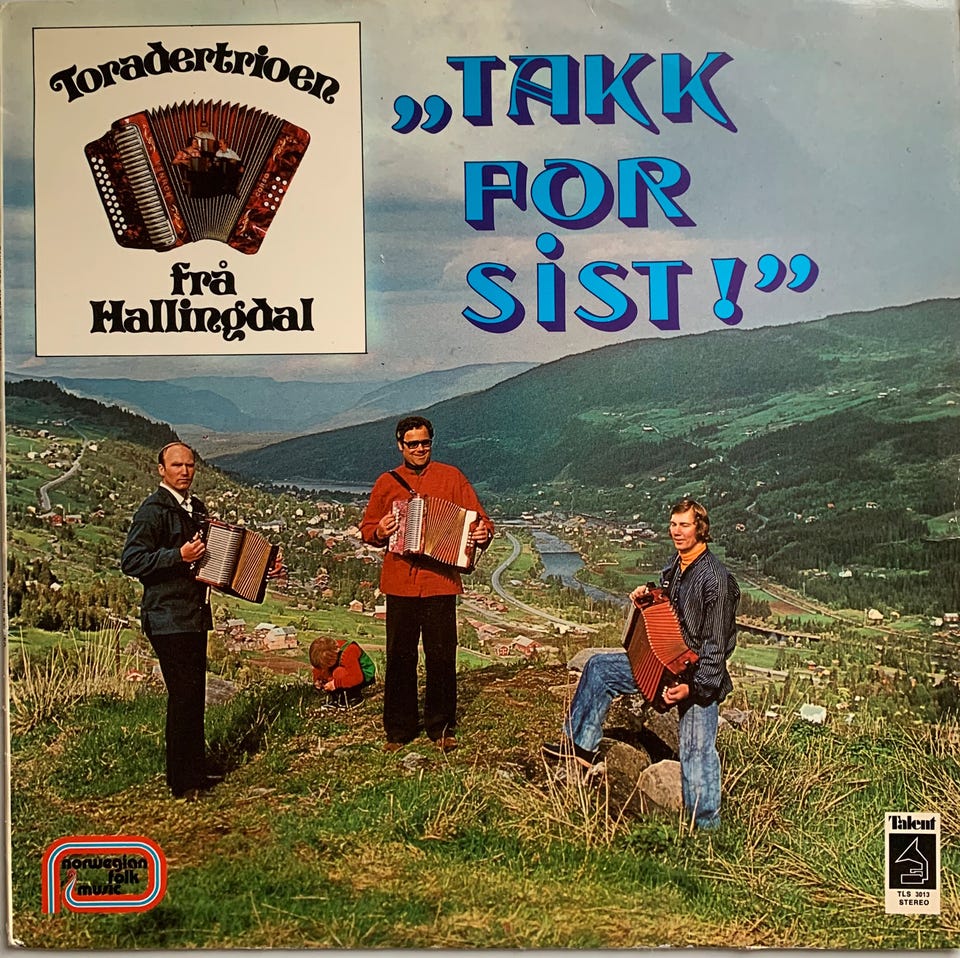 Toradertrioen
frå
Hallingdal
„TAKK
FOR
SIST!”
norwegian
folk
music
Talent
TLS 3013
STEREO